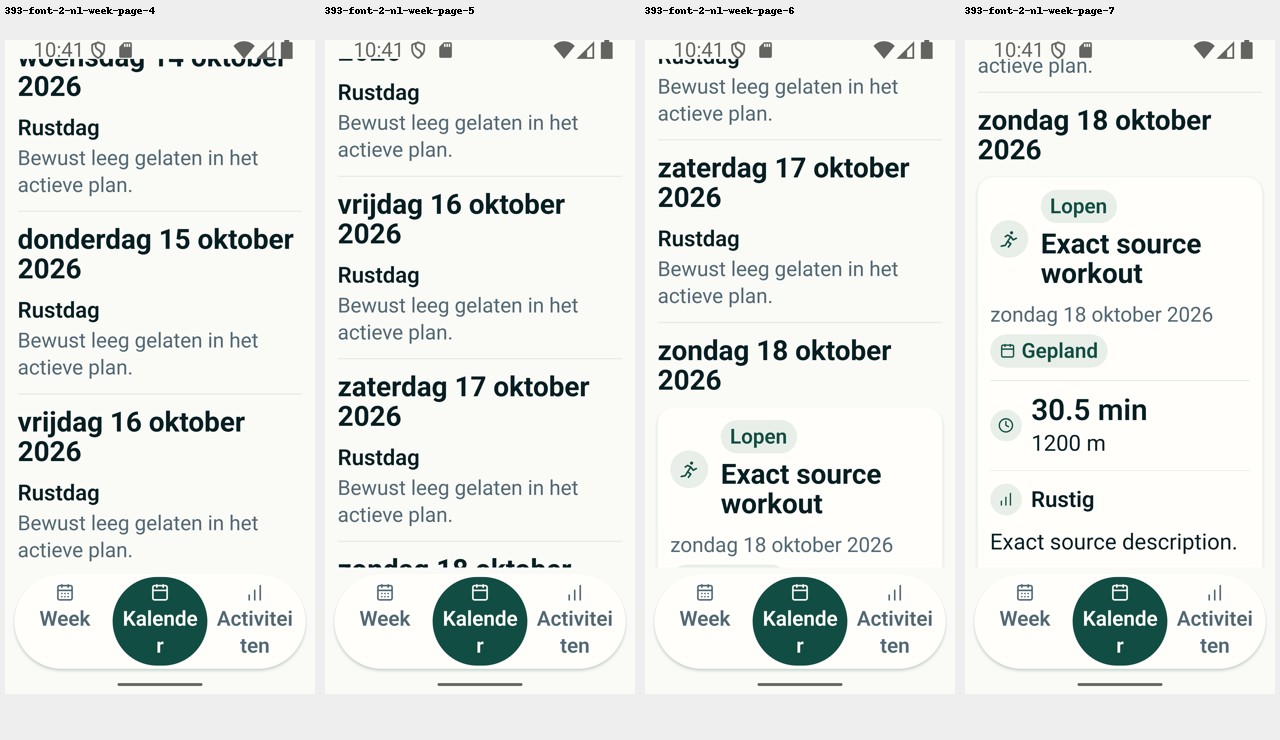 393-font-2-nl-week-page-4
10:41
woensdag 14 oktober
2026
Rustdag
Bewust leeg gelaten in het
actieve plan.
donderdag 15 oktober
2026
Rustdag
Bewust leeg gelaten in het
actieve plan.
vrijdag 16 oktober
2026
Rustdag
Bewust leeg gelaten in het
actieve plan.
Week
Kalende
r
Activitei
ten
393-font-2-nl-week-page-5
10:41
2026
Rustdag
Bewust leeg gelaten in het
actieve plan.
vrijdag 16 oktober
2026
Rustdag
Bewust leeg gelaten in het
actieve plan.
zaterdag 17 oktober
2026
Rustdag
Bewust leeg gelaten in het
actieve plan.
zondag 18 oktober
Week
Kalende
r
Activitei
ten
393-font-2-nl-week-page-6
10:41
Rustdag
Bewust leeg gelaten in het
actieve plan.
zaterdag 17 oktober
2026
Rustdag
Bewust leeg gelaten in het
actieve plan.
zondag 18 oktober
2026
Lopen
Exact source
workout
zondag 18 oktober 2026
Week
Kalende
r
Activitei
ten
393-font-2-nl-week-page-7
10:41
actieve plan.
zondag 18 oktober
2026
Lopen
Exact source
workout
zondag 18 oktober 2026
Gepland
30.5 min
1200 m
Rustig
Exact source description.
Week
Kalende
r
Activitei
ten